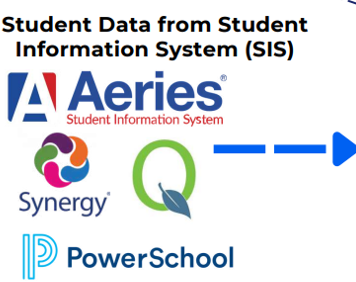 Student Data from Student
Information System (SIS)
Aeries®
Student Information System
Synergy
Q
PowerSchool